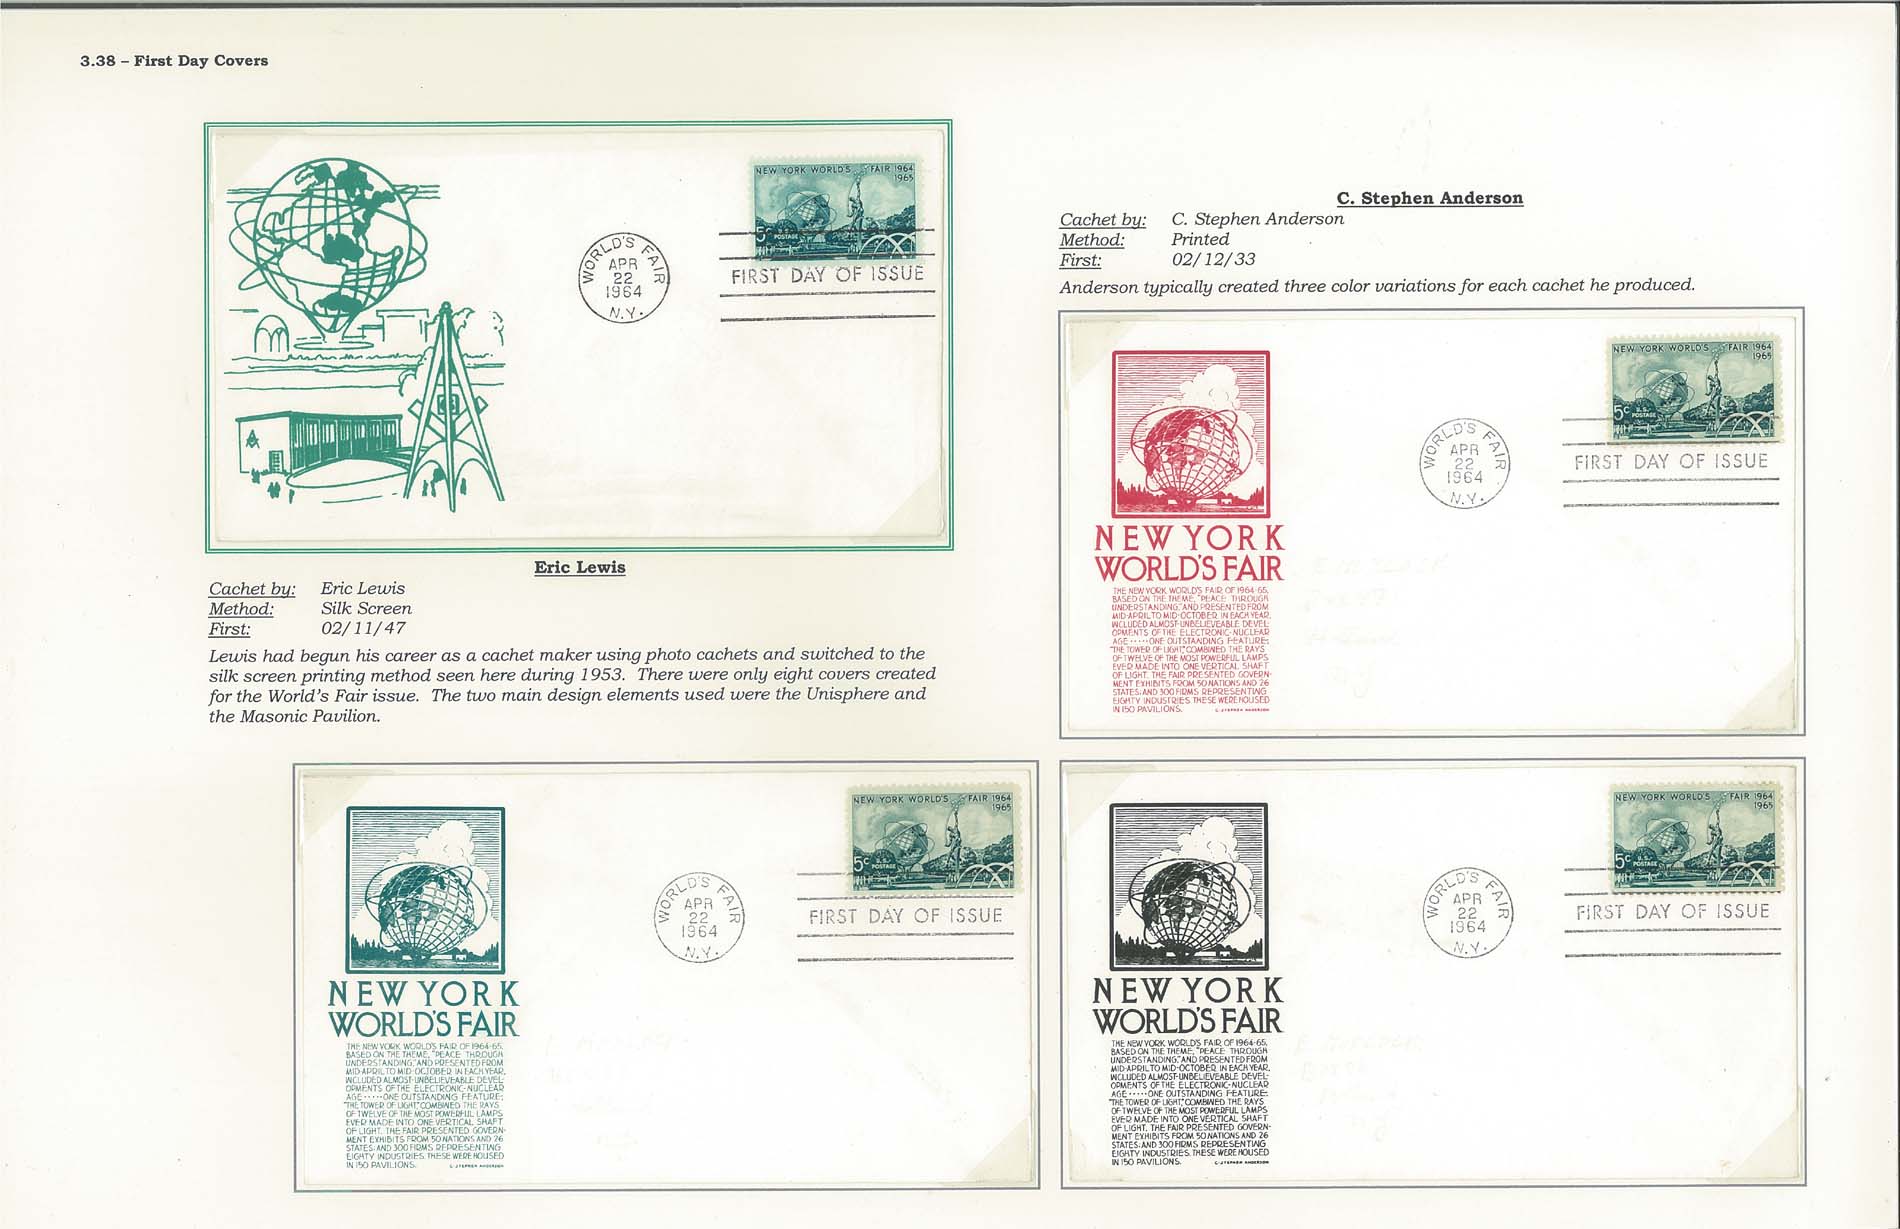 3.38 – First Day Covers
NEW YORK WORLD'S FAIR 1964
1965
5c
U.S.
POSTAGE
WORLD'S FAIR
APR
22
1964
N.Y.
FIRST DAY OF ISSUE
Eric Lewis
Cachet by: Eric Lewis
Method: Silk Screen
First: 02/11/47
Lewis had begun his career as a cachet maker using photo cachets and switched to the
silk screen printing method seen here during 1953. There were only eight covers created
for the World's Fair issue. The two main design elements used were the Unisphere and
the Masonic Pavilion.
C. Stephen Anderson
Cachet by: C. Stephen Anderson
Method: Printed
First: 02/12/33
Anderson typically created three color variations for each cachet he produced.
NEW YORK WORLD'S FAIR 1964
1965
5c
U.S.
POSTAGE
WORLD'S FAIR
APR
22
1964
N.Y.
FIRST DAY OF ISSUE
NEW YORK
WORLD'S FAIR
THE NEW YORK WORLD'S FAIR OF 1964-65,
BASED ON THE THEME, "PEACE THROUGH
UNDERSTANDING," AND PRESENTED FROM
MID-APRIL TO MID-OCTOBER IN EACH YEAR,
INCLUDED ALMOST-UNBELIEVEABLE DEVEL-
OPMENTS OF THE ELECTRONIC-NUCLEAR
AGE ····· ONE OUTSTANDING FEATURE;
"THE TOWER OF LIGHT," COMBINED THE RAYS
OF TWELVE OF THE MOST POWERFUL LAMPS
EVER MADE INTO ONE VERTICAL SHAFT
OF LIGHT. THE FAIR PRESENTED GOVERN-
MENT EXHIBITS FROM 50 NATIONS AND 26
STATES; AND 300 FIRMS REPRESENTING
EIGHTY INDUSTRIES. THESE WERE HOUSED
IN 150 PAVILIONS. C. STEPHEN ANDERSON
NEW YORK WORLD'S FAIR 1964
1965
5c
U.S.
POSTAGE
WORLD'S FAIR
APR
22
1964
N.Y.
FIRST DAY OF ISSUE
NEW YORK
WORLD'S FAIR
THE NEW YORK WORLD'S FAIR OF 1964-65,
BASED ON THE THEME, "PEACE THROUGH
UNDERSTANDING," AND PRESENTED FROM
MID-APRIL TO MID-OCTOBER IN EACH YEAR,
INCLUDED ALMOST-UNBELIEVEABLE DEVEL-
OPMENTS OF THE ELECTRONIC-NUCLEAR
AGE ····· ONE OUTSTANDING FEATURE;
"THE TOWER OF LIGHT," COMBINED THE RAYS
OF TWELVE OF THE MOST POWERFUL LAMPS
EVER MADE INTO ONE VERTICAL SHAFT
OF LIGHT. THE FAIR PRESENTED GOVERN-
MENT EXHIBITS FROM 50 NATIONS AND 26
STATES; AND 300 FIRMS REPRESENTING
EIGHTY INDUSTRIES. THESE WERE HOUSED
IN 150 PAVILIONS. C. STEPHEN ANDERSON
NEW YORK WORLD'S FAIR 1964
1965
5c
U.S.
POSTAGE
WORLD'S FAIR
APR
22
1964
N.Y.
FIRST DAY OF ISSUE
NEW YORK
WORLD'S FAIR
THE NEW YORK WORLD'S FAIR OF 1964-65,
BASED ON THE THEME, "PEACE THROUGH
UNDERSTANDING," AND PRESENTED FROM
MID-APRIL TO MID-OCTOBER IN EACH YEAR,
INCLUDED ALMOST-UNBELIEVEABLE DEVEL-
OPMENTS OF THE ELECTRONIC-NUCLEAR
AGE ····· ONE OUTSTANDING FEATURE;
"THE TOWER OF LIGHT," COMBINED THE RAYS
OF TWELVE OF THE MOST POWERFUL LAMPS
EVER MADE INTO ONE VERTICAL SHAFT
OF LIGHT. THE FAIR PRESENTED GOVERN-
MENT EXHIBITS FROM 50 NATIONS AND 26
STATES; AND 300 FIRMS REPRESENTING
EIGHTY INDUSTRIES. THESE WERE HOUSED
IN 150 PAVILIONS. C. STEPHEN ANDERSON